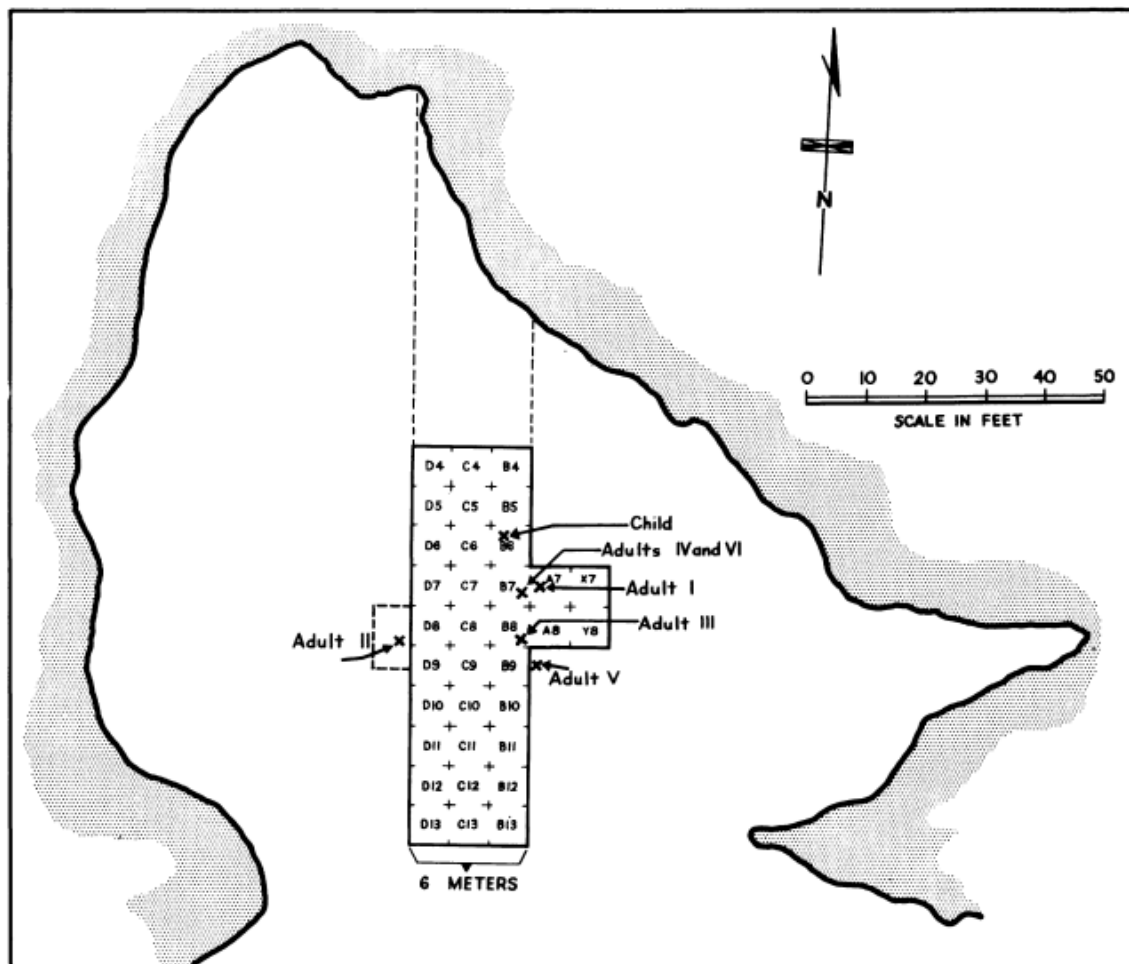 N
0 10 20 30 40 50
SCALE IN FEET
D4 C4 B4
D5 C5 B5
Child
D6 C6
Adults IV and VI
D7 C7 B7 A7 X7
Adult I
D8 C8 B8 A8 Y8
Adult III
Adult II
D9 C9 B9
Adult V
D10 C10 B10
D11 C11 B11
D12 C12 B12
D13 C13 B13
6 METERS